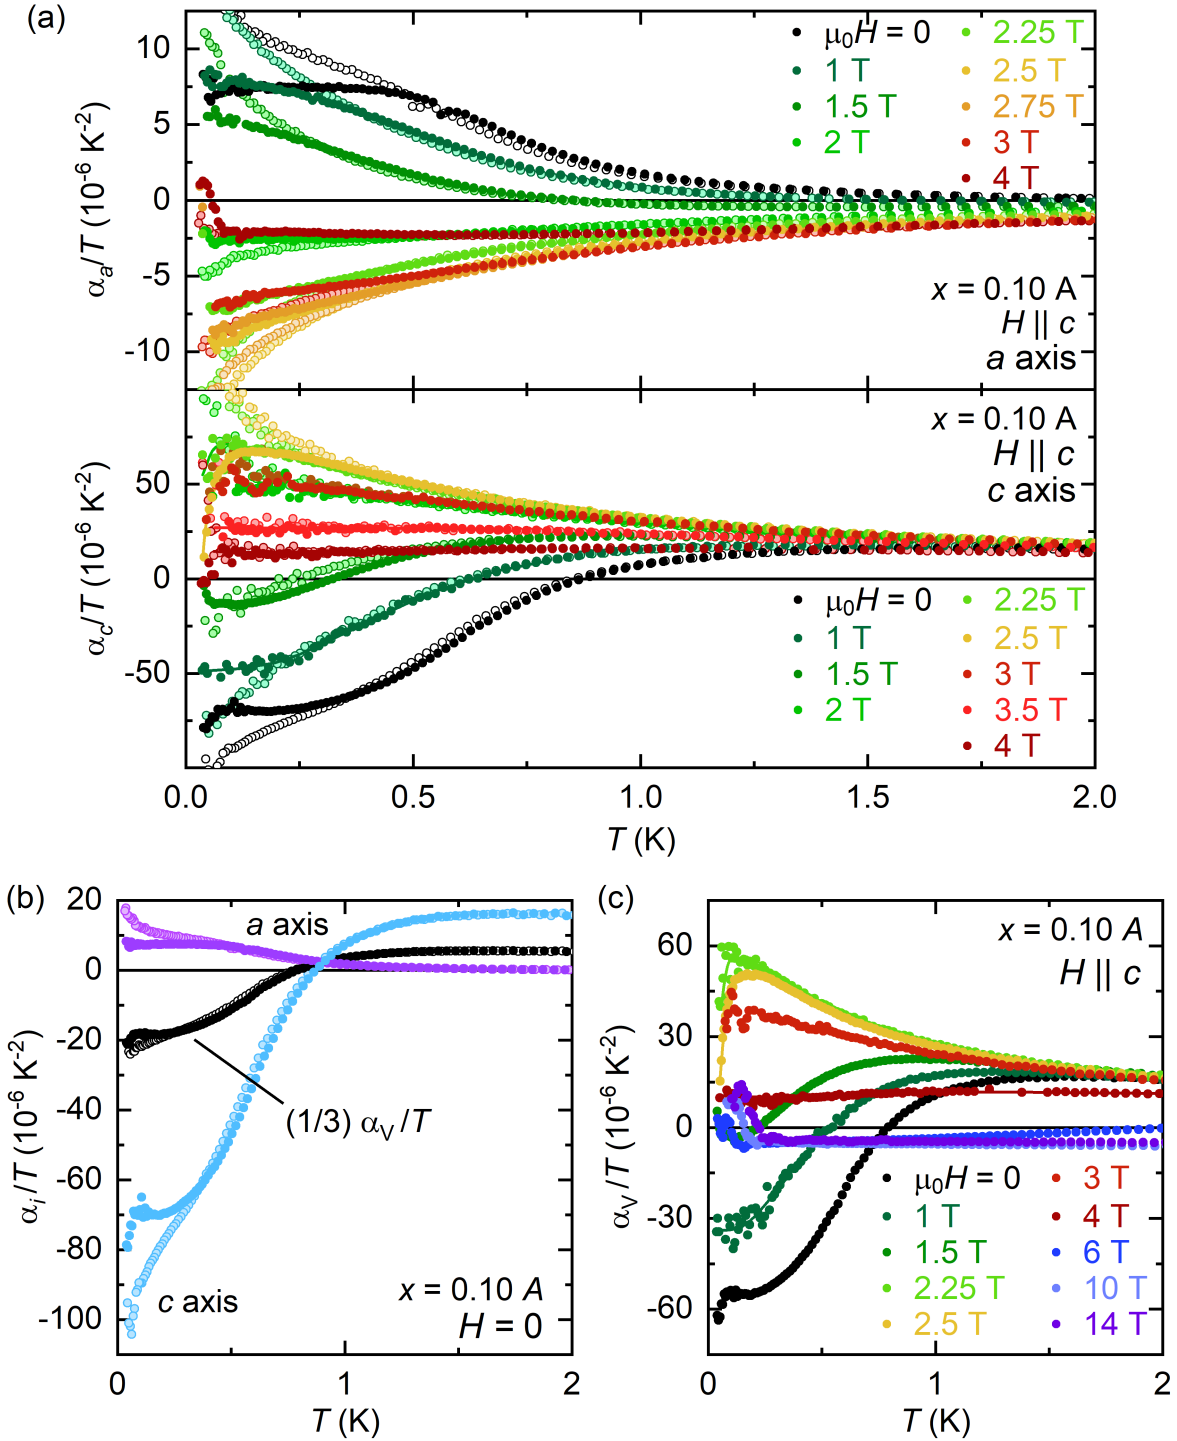 (a)
10
5
0
-5
-10
αa/T (10-6 K-2)
μ0H = 0
1 T
1.5 T
2 T
2.25 T
2.5 T
2.75 T
3 T
4 T
x = 0.10 A
H || c
a axis
50
0
-50
αc/T (10-6 K-2)
x = 0.10 A
H || c
c axis
μ0H = 0
1 T
1.5 T
2 T
2.25 T
2.5 T
3 T
3.5 T
4 T
0.0 0.5 1.0 1.5 2.0
T (K)
(b)
20
0
-20
-40
-60
-80
-100
αi/T (10-6 K-2)
a axis
(1/3) αV/T
c axis
x = 0.10 A
H = 0
0 1 2
T (K)
(c)
60
30
0
-30
-60
αV/T (10-6 K-2)
x = 0.10 A
H || c
μ0H = 0
1 T
1.5 T
2.25 T
2.5 T
3 T
4 T
6 T
10 T
14 T
0 1 2
T (K)